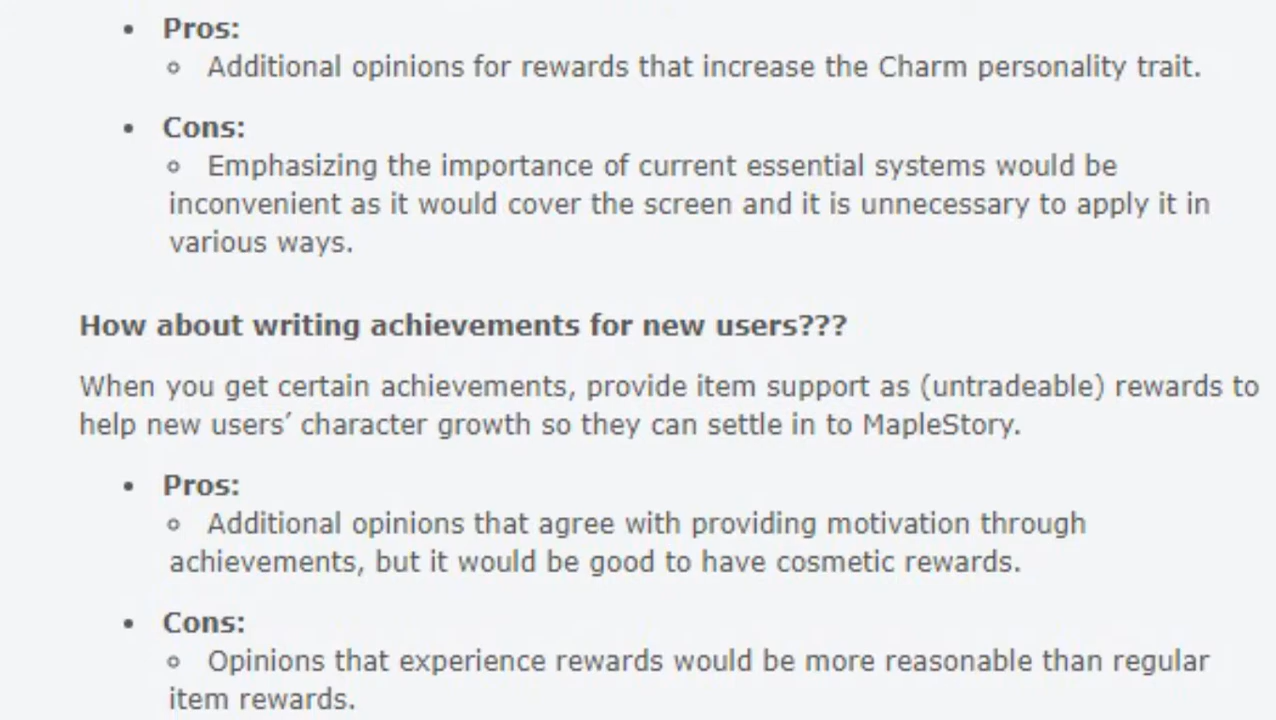 • Pros:
◦ Additional opinions for rewards that increase the Charm personality trait.
• Cons:
◦ Emphasizing the importance of current essential systems would be
inconvenient as it would cover the screen and it is unnecessary to apply it in
various ways.
How about writing achievements for new users???
When you get certain achievements, provide item support as (untradeable) rewards to
help new users’ character growth so they can settle in to MapleStory.
• Pros:
◦ Additional opinions that agree with providing motivation through
achievements, but it would be good to have cosmetic rewards.
• Cons:
◦ Opinions that experience rewards would be more reasonable than regular
item rewards.